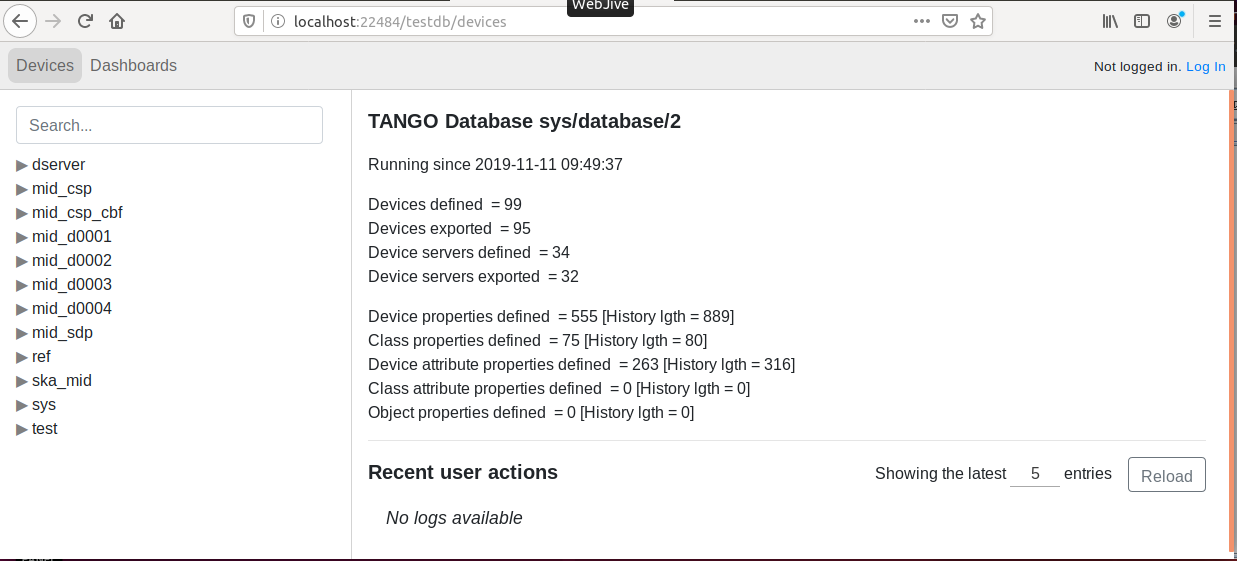 WebJive
localhost:22484/testdb/devices
Devices Dashboards
Not logged in. Log In
Search...
dserver
mid_csp
mid_csp_cbf
mid_d0001
mid_d0002
mid_d0003
mid_d0004
mid_sdp
ref
ska_mid
sys
test
TANGO Database sys/database/2
Running since 2019-11-11 09:49:37
Devices defined = 99
Devices exported = 95
Device servers defined = 34
Device servers exported = 32
Device properties defined = 555 [History lgth = 889]
Class properties defined = 75 [History lgth = 80]
Device attribute properties defined = 263 [History lgth = 316]
Class attribute properties defined = 0 [History lgth = 0]
Object properties defined = 0 [History lgth = 0]
Recent user actions
Showing the latest 5 entries Reload
No logs available